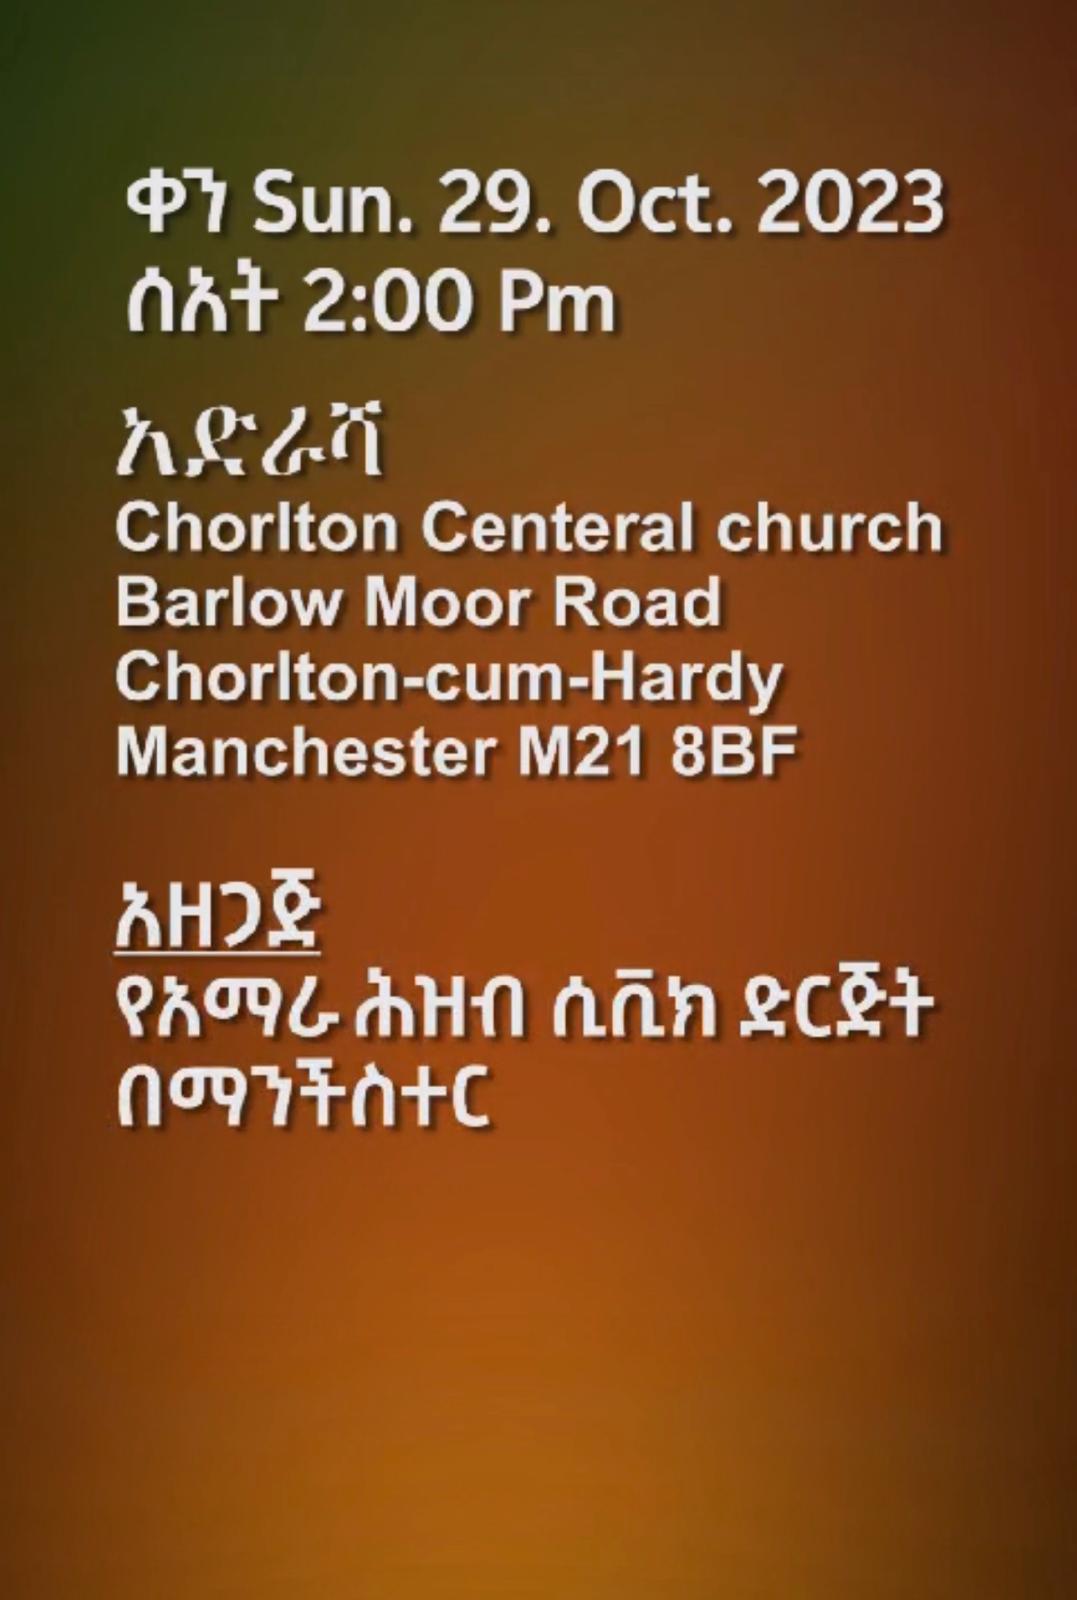 ቀን Sun. 29. Oct. 2023
ሰአት 2:00 Pm
አድራሻ
Chorlton Centeral church
Barlow Moor Road
Chorlton-cum-Hardy
Manchester M21 8BF
አዘጋጅ
የአማራ ሕዝብ ሲቪክ ድርጅት
በማንችስተር